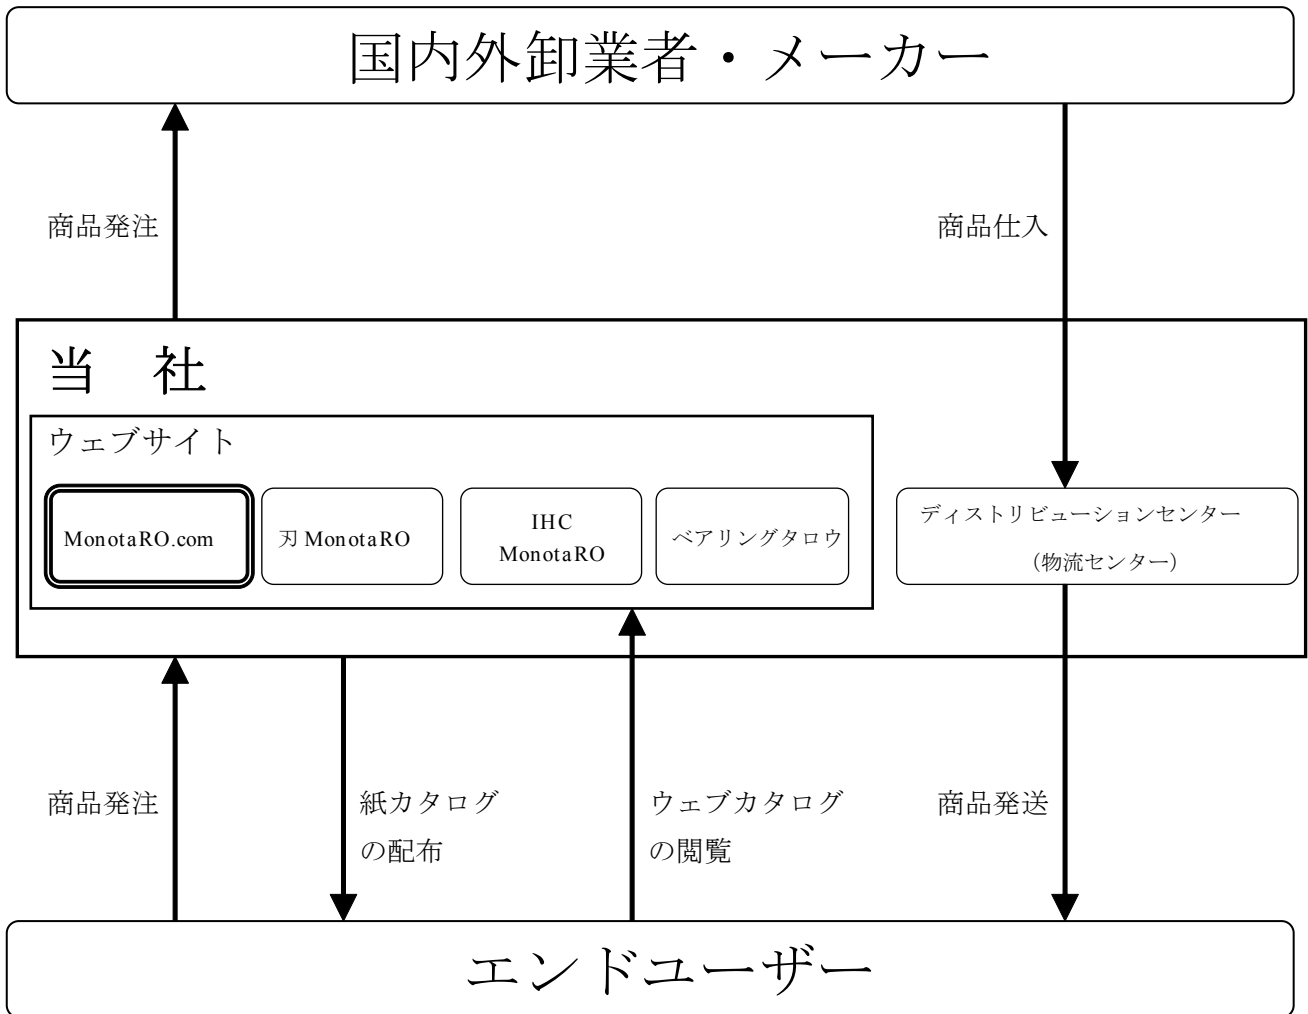 国内外卸業者・メーカー
商品発注
商品仕入
当　社
ウェブサイト
MonotaRO.com
刃 MonotaRO
IHC
MonotaRO
ベアリングタロウ
ディストリビューションセンター
（物流センター）
商品発注
紙カタログ
の配布
ウェブカタログ
の閲覧
商品発送
エンドユーザー